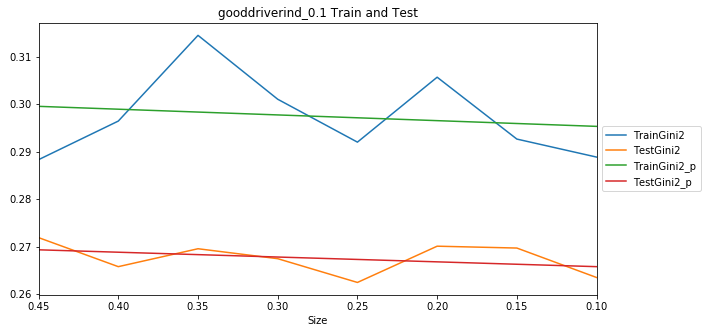 gooddriverind_0.1 Train and Test
0.31
0.30
0.29
0.28
0.27
0.26
0.45 0.40 0.35 0.30 0.25 0.20 0.15 0.10
Size
TrainGini2
TestGini2
TrainGini2_p
TestGini2_p